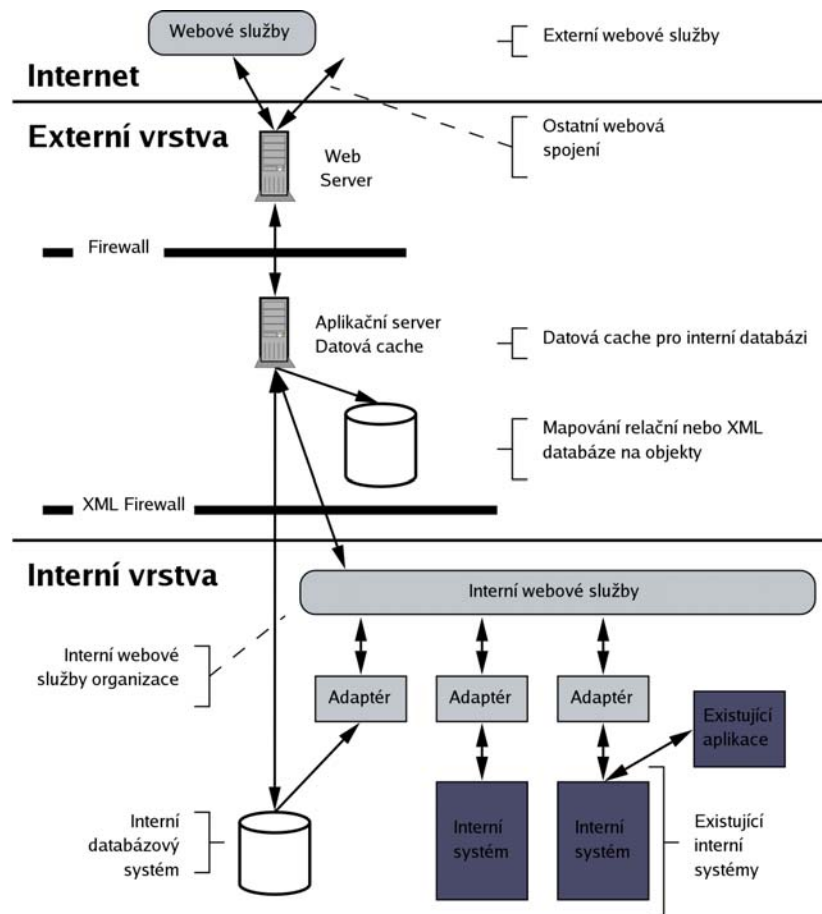 Webové služby
Externí webové služby
Internet
Externí vrstva
Ostatní webová
spojení
Web
Server
Firewall
Aplikační server
Datová cache
Datová cache pro interní databázi
Mapování relační nebo XML
databáze na objekty
XML Firewall
Interní vrstva
Interní webové služby
Interní webové
služby organizace
Adaptér
Adaptér
Adaptér
Existující
aplikace
Interní
databázový
systém
Interní
systém
Interní
systém
Existující
interní
systémy